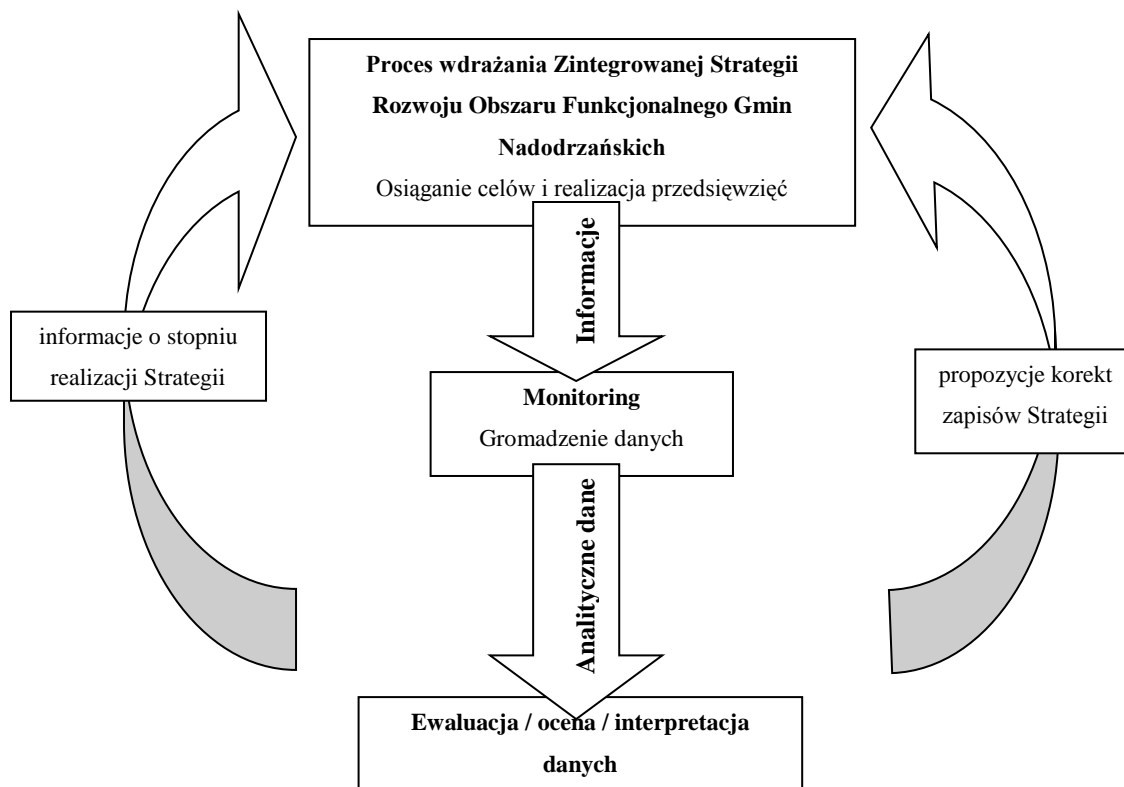 Proces wdrażania Zintegrowanej Strategii
Rozwoju Obszaru Funkcjonalnego Gmin
Nadodrzańskich
Osiąganie celów i realizacja przedsięwzięć
Informacje
informacje o stopniu
realizacji Strategii
propozycje korekt
zapisów Strategii
Monitoring
Gromadzenie danych
Analityczne dane
Ewaluacja / ocena / interpretacja
danych